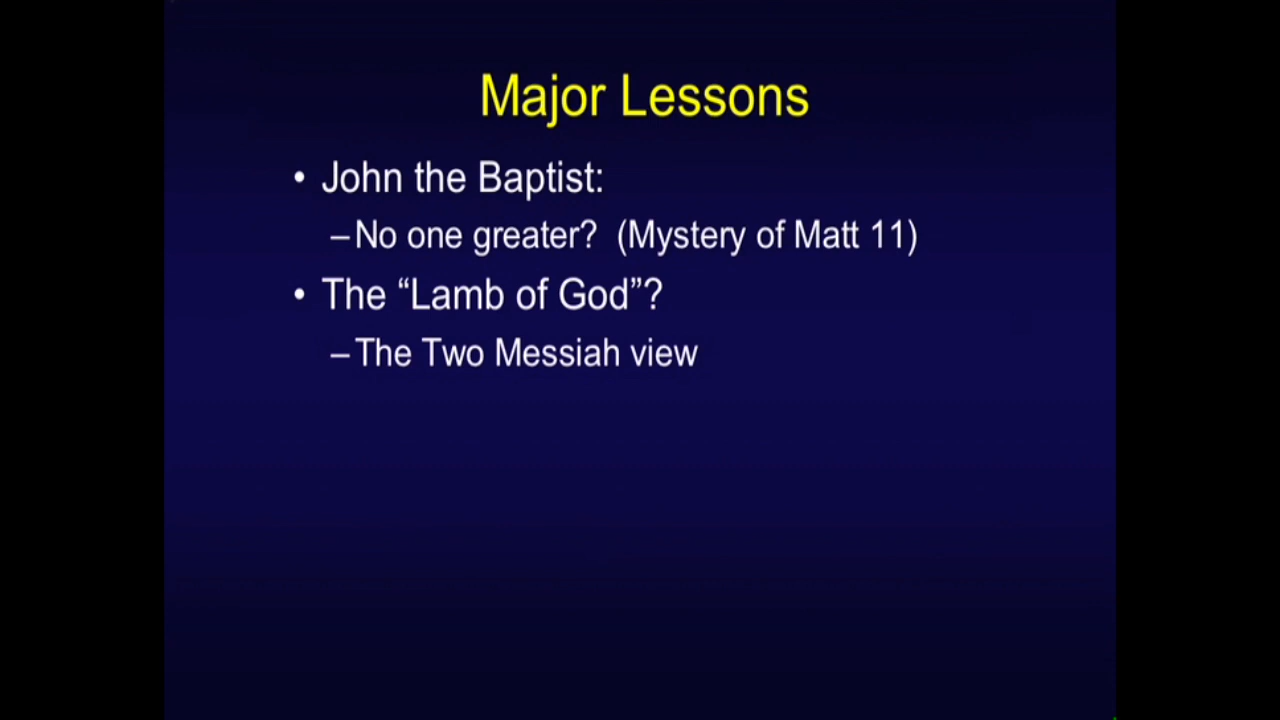 Major Lessons
• John the Baptist:
–No one greater?  (Mystery of Matt 11)
• The “Lamb of God”?
–The Two Messiah view